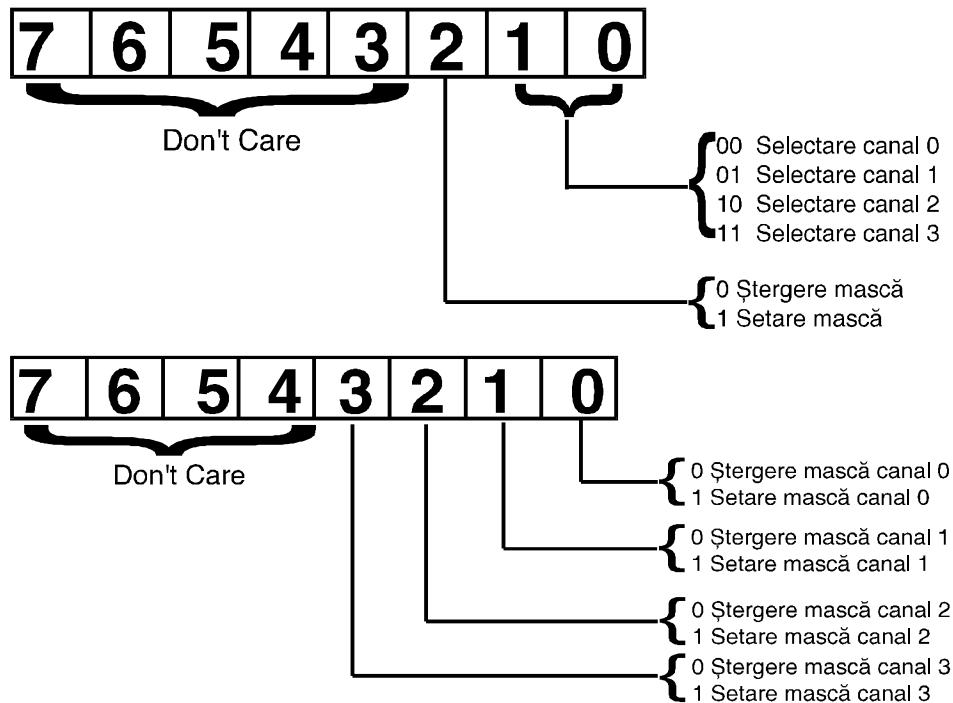 7 6 5 4 3 2 1 0
Don't Care
00 Selectare canal 0
01 Selectare canal 1
10 Selectare canal 2
11 Selectare canal 3
0 Ștergere mască
1 Setare mască
7 6 5 4 3 2 1 0
Don't Care
0 Ștergere mască canal 0
1 Setare mască canal 0
0 Ștergere mască canal 1
1 Setare mască canal 1
0 Ștergere mască canal 2
1 Setare mască canal 2
0 Ștergere mască canal 3
1 Setare mască canal 3